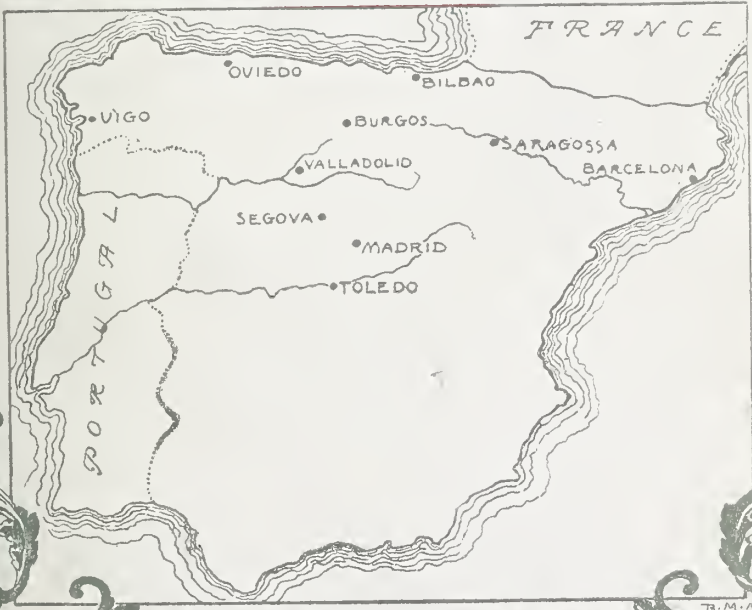 FRANCE
OVIEDO
BILBAO
VIGO
BURGOS
SARAGOSSA
VALLADOLID
BARCELONA
SEGOVA
MADRID
TOLEDO
PORTUGAL